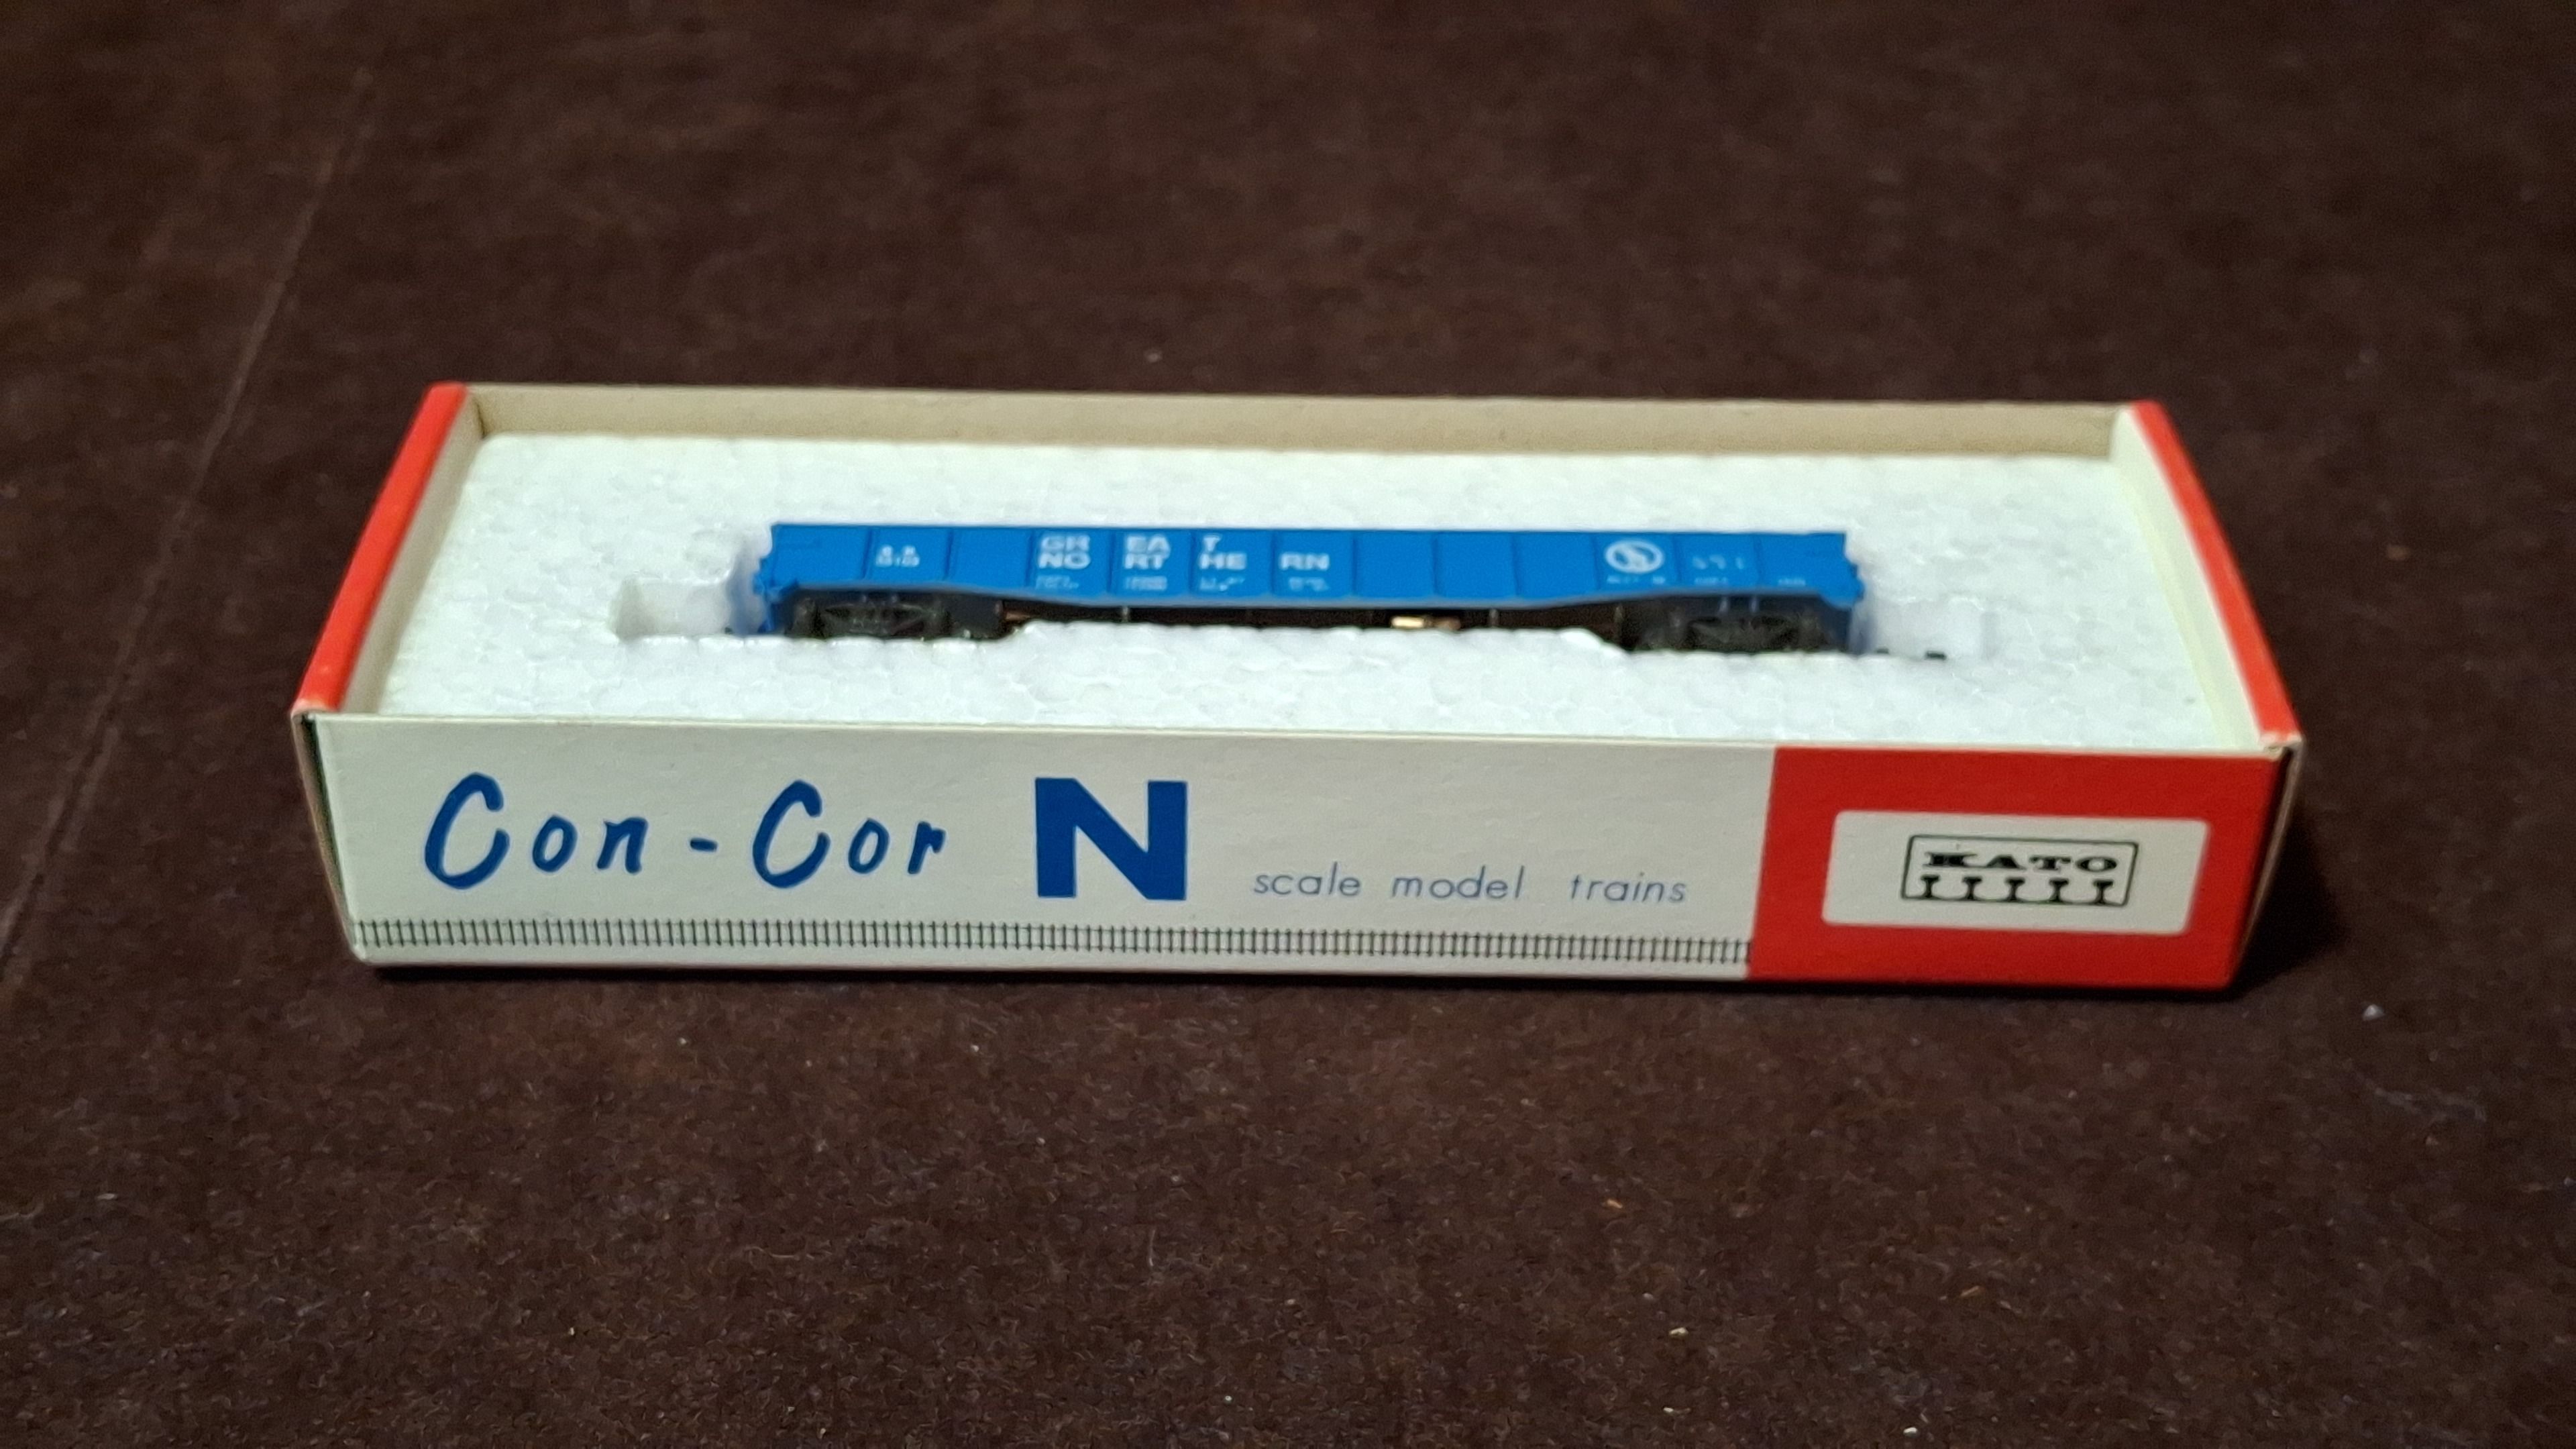 GR EA T
NO RT HE RN
Con-Cor N scale model trains
KATO